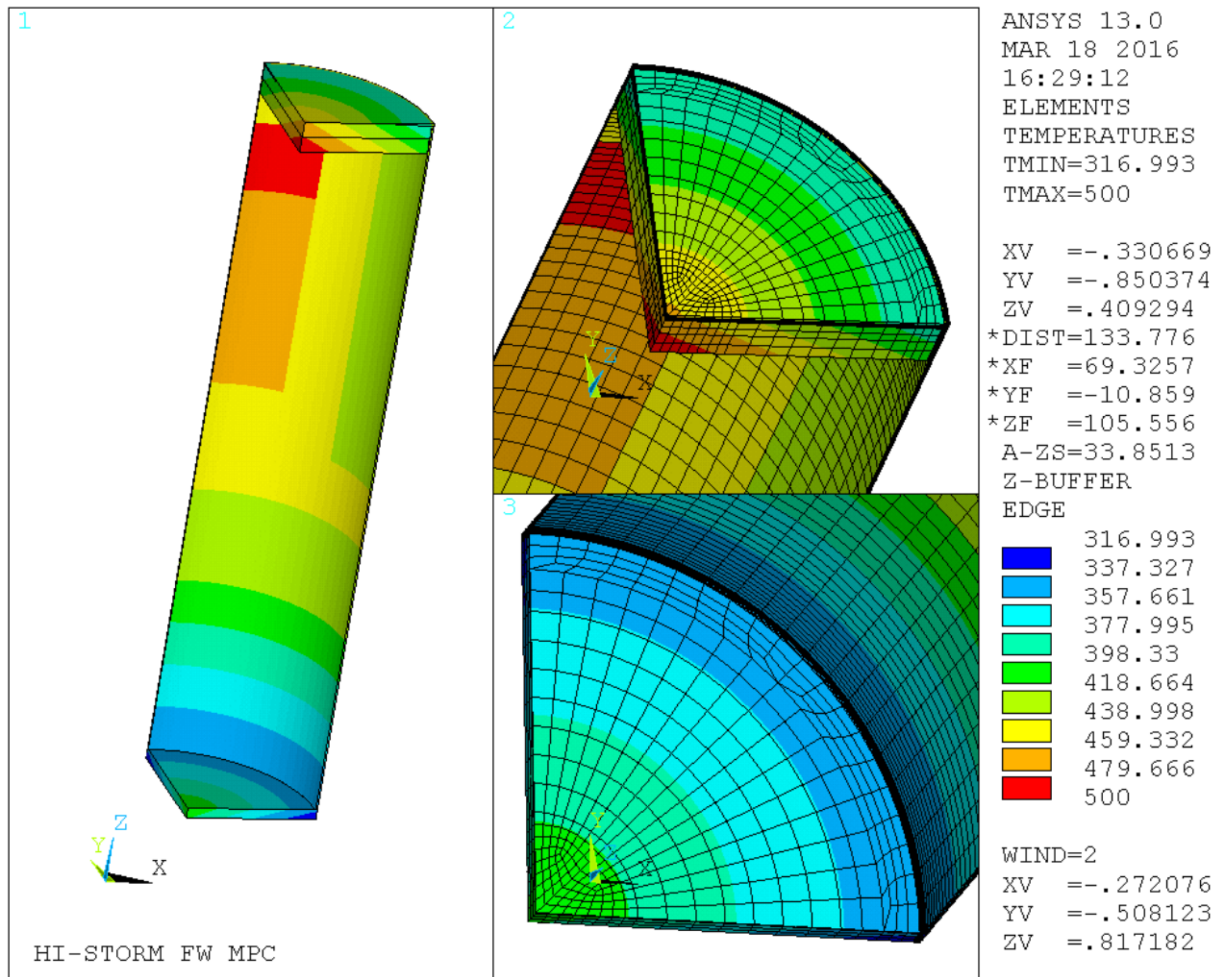 1
Z
Y
X
HI-STORM FW MPC
2
Y
Z
X
3
Y
X
ANSYS 13.0
MAR 18 2016
16:29:12
ELEMENTS
TEMPERATURES
TMIN=316.993
TMAX=500
XV =-.330669
YV =-.850374
ZV =.409294
*DIST=133.776
*XF =69.3257
*YF =-10.859
*ZF =105.556
A-ZS=33.8513
Z-BUFFER
EDGE
316.993
337.327
357.661
377.995
398.33
418.664
438.998
459.332
479.666
500
WIND=2
XV =-.272076
YV =-.508123
ZV =.817182